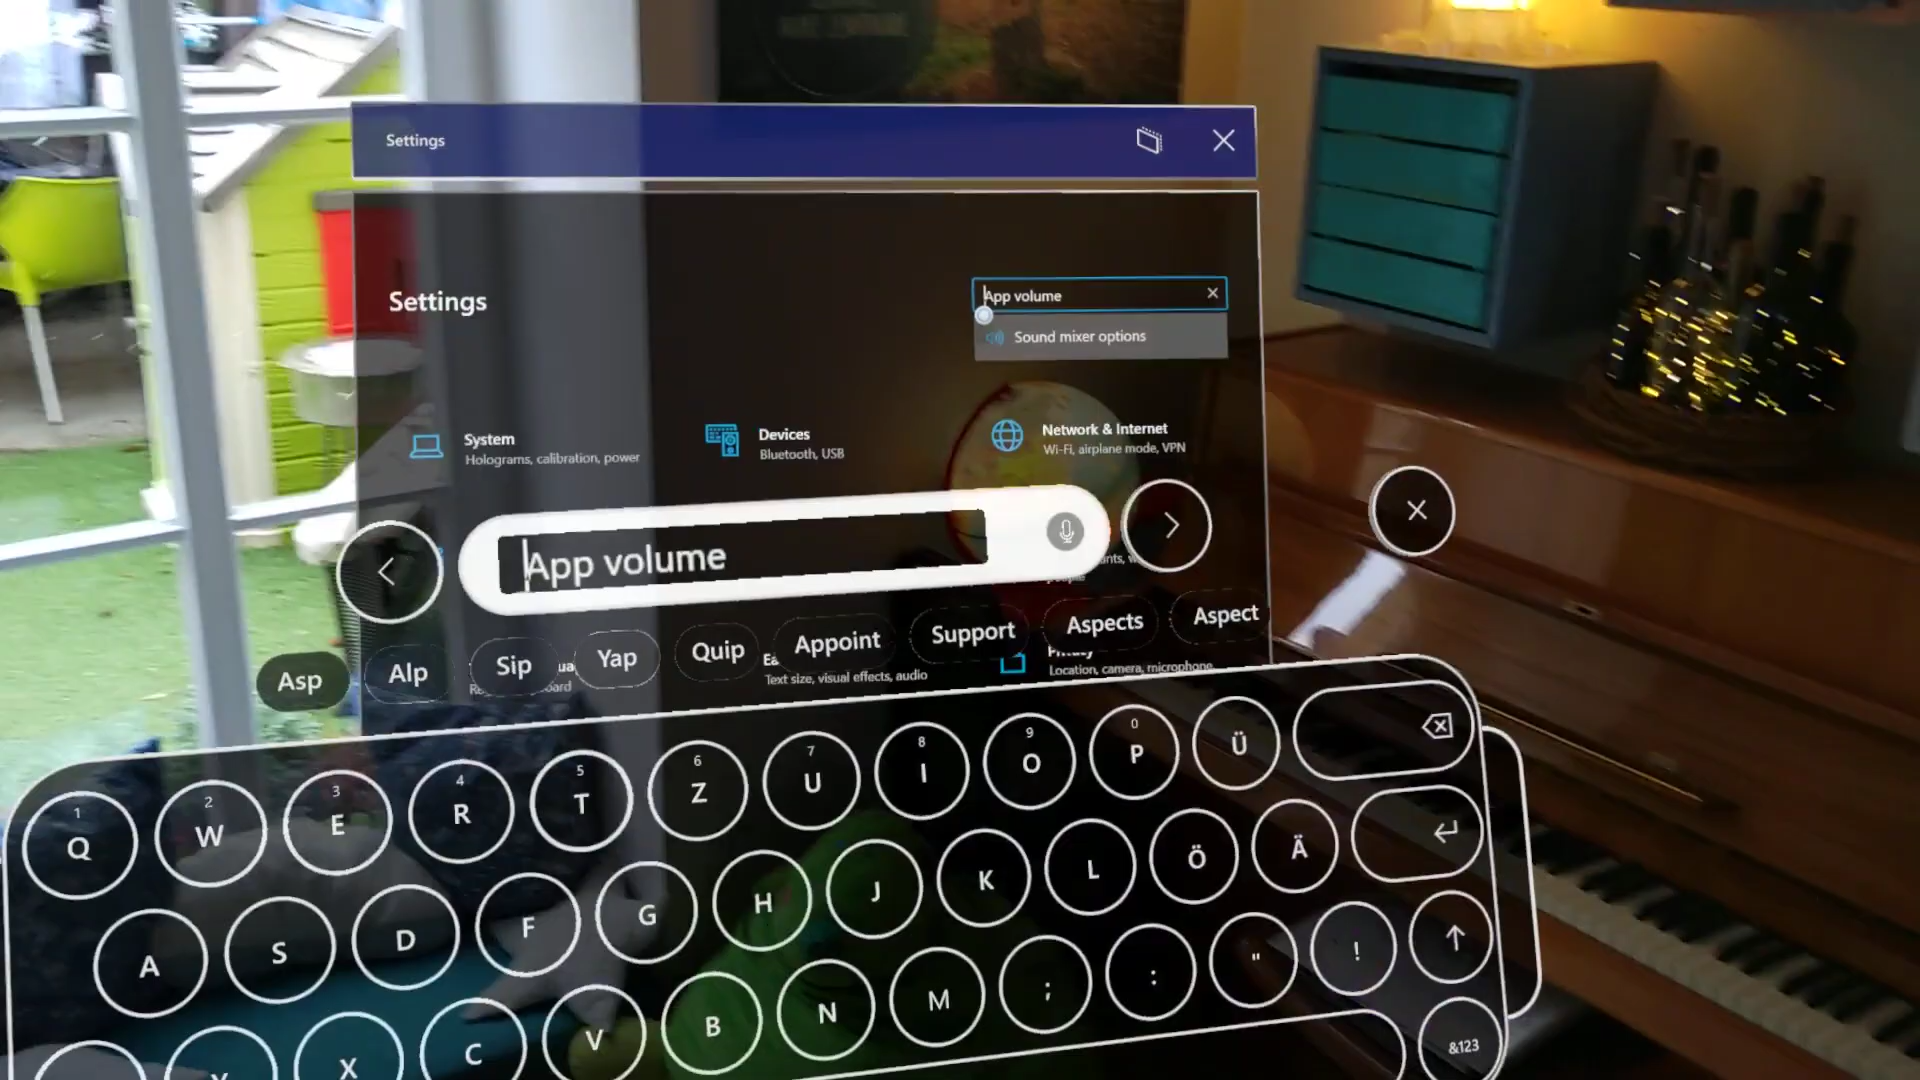 Settings
Settings
App volume
Sound mixer options
System
Holograms, calibration, power
Devices
Bluetooth, USB
Network & Internet
Wi-Fi, airplane mode, VPN
App volume
Asp Alp Sip Yap Quip Appoint Support Aspects Aspect
Text size, visual effects, audio
Privacy
Location, camera, microphone
1 2 3 4 5 6 7 8 9 0
Q W E R T Z U I O P Ü
A S D F G H J K L Ö Ä
Y X C V B N M ; : " !
&123